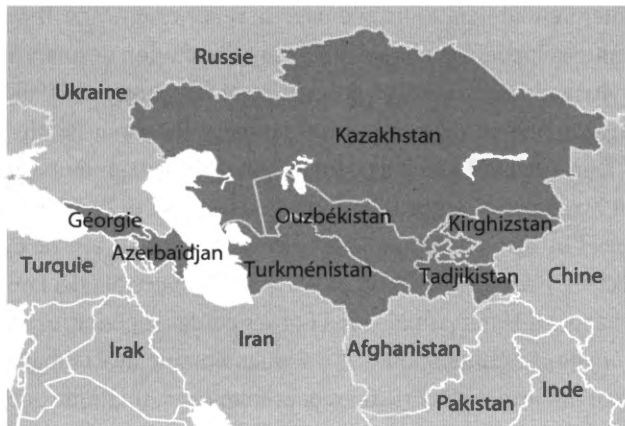 Russie
Ukraine
Kazakhstan
Géorgie
Ouzbékistan
Kirghizstan
Azerbaïdjan
Turquie
Turkménistan
Tadjikistan
Chine
Irak
Iran
Afghanistan
Pakistan
Inde